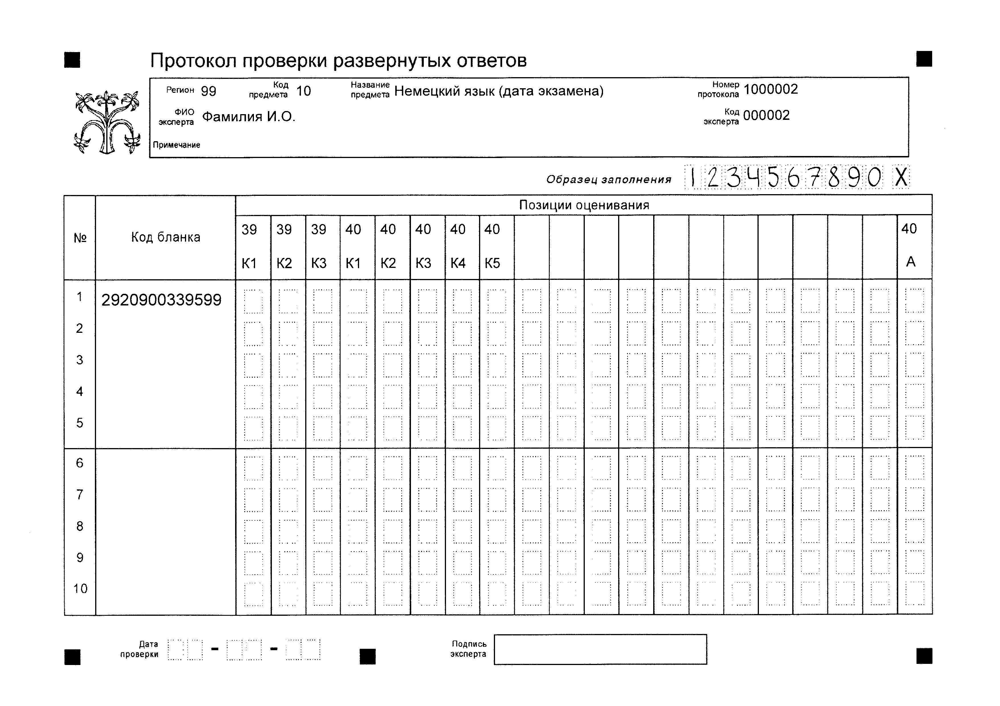 Протокол проверки развернутых ответов
Регион 99 Код предмета 10 Название предмета Немецкий язык (дата экзамена) Номер протокола 1000002
ФИО эксперта Фамилия И.О. Код эксперта 000002
Примечание
Образец заполнения 1 2 3 4 5 6 7 8 9 0 X
№ Код бланка Позиции оценивания
39 39 39 40 40 40 40 40 40
К1 К2 К3 К1 К2 К3 К4 К5 А
1 2920900339599
2
3
4
5
6
7
8
9
10
Дата проверки - - Подпись эксперта